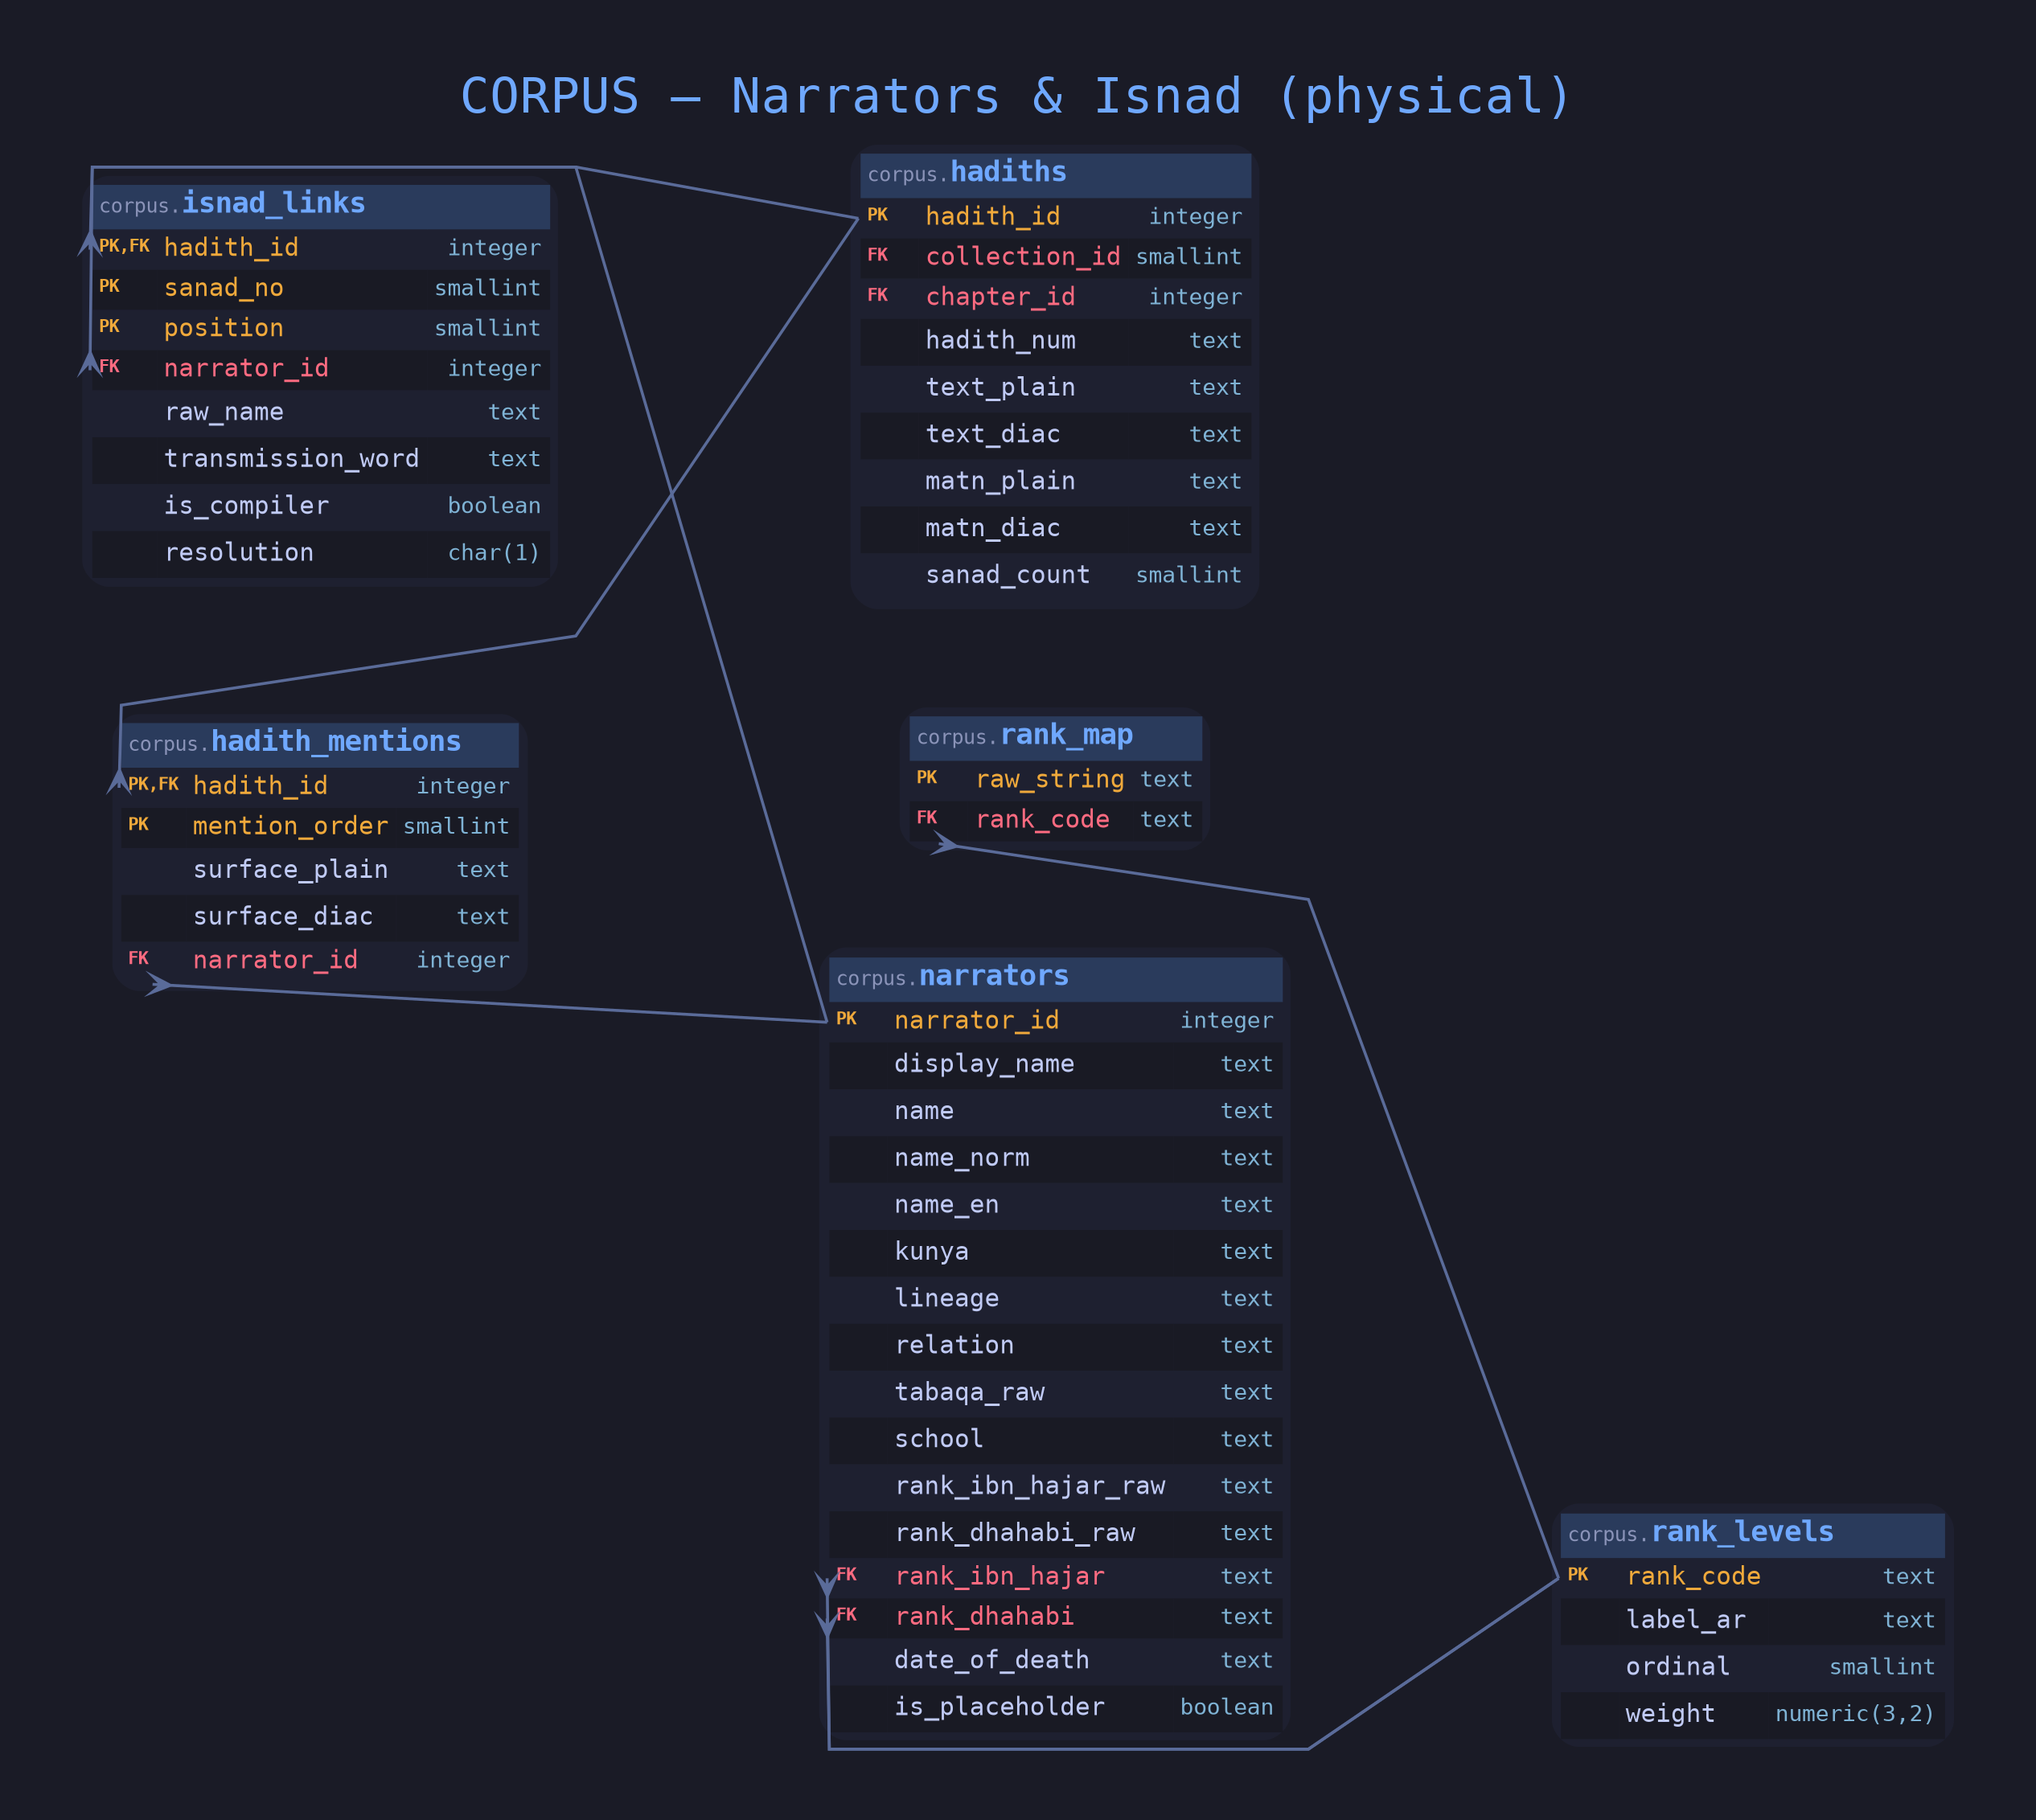 CORPUS — Narrators & Isnad (physical)
corpus.isnad_links
PK,FK hadith_id integer
PK sanad_no smallint
PK position smallint
FK narrator_id integer
raw_name text
transmission_word text
is_compiler boolean
resolution char(1)
corpus.hadiths
PK hadith_id integer
FK collection_id smallint
FK chapter_id integer
hadith_num text
text_plain text
text_diac text
matn_plain text
matn_diac text
sanad_count smallint
corpus.hadith_mentions
PK,FK hadith_id integer
PK mention_order smallint
surface_plain text
surface_diac text
FK narrator_id integer
corpus.rank_map
PK raw_string text
FK rank_code text
corpus.narrators
PK narrator_id integer
display_name text
name text
name_norm text
name_en text
kunya text
lineage text
relation text
tabaqa_raw text
school text
rank_ibn_hajar_raw text
rank_dhahabi_raw text
FK rank_ibn_hajar text
FK rank_dhahabi text
date_of_death text
is_placeholder boolean
corpus.rank_levels
PK rank_code text
label_ar text
ordinal smallint
weight numeric(3,2)